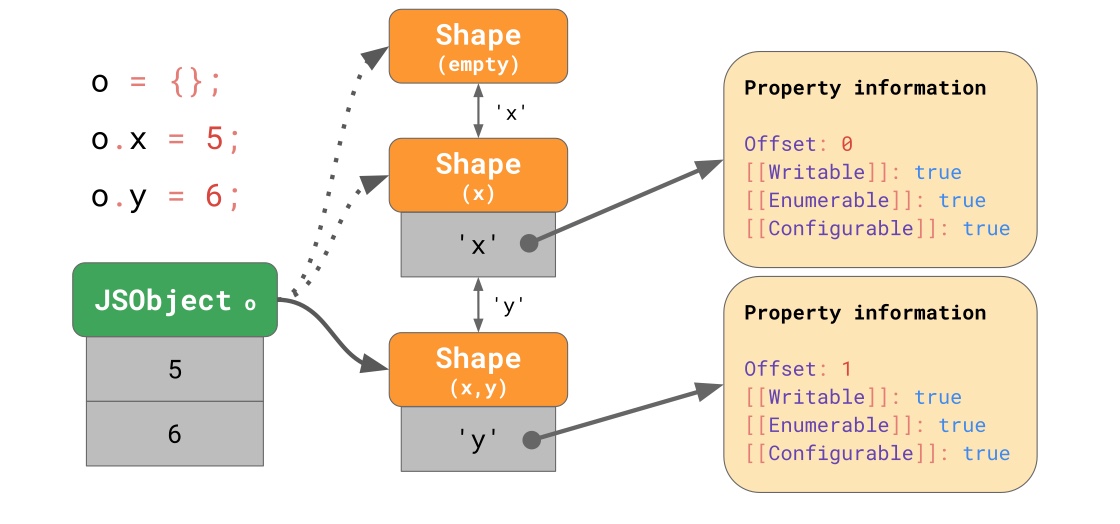 o = {};
o.x = 5;
o.y = 6;
JSObject o
5
6
Shape
(empty)
'x'
Shape
(x)
'x'
'y'
Shape
(x,y)
'y'
Property information
Offset: 0
[[Writable]]: true
[[Enumerable]]: true
[[Configurable]]: true
Property information
Offset: 1
[[Writable]]: true
[[Enumerable]]: true
[[Configurable]]: true